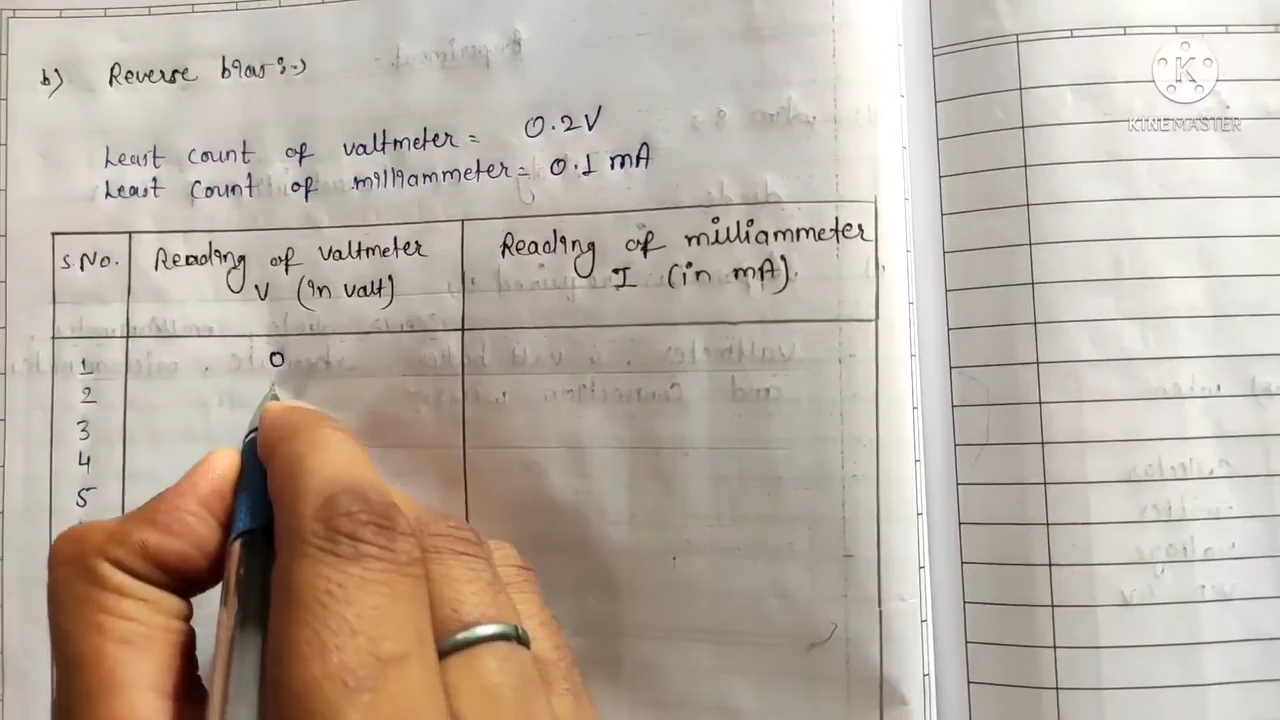 b) Reverse bias:→
Least count of valtmeter = 0.2V
Least count of milliammeter = 0.1 mA
S.No.
Reading of valtmeter
V (in valt)
Reading of milliammeter
I (in mA).
1 0
2
3
4
5
K
KINEMASTER